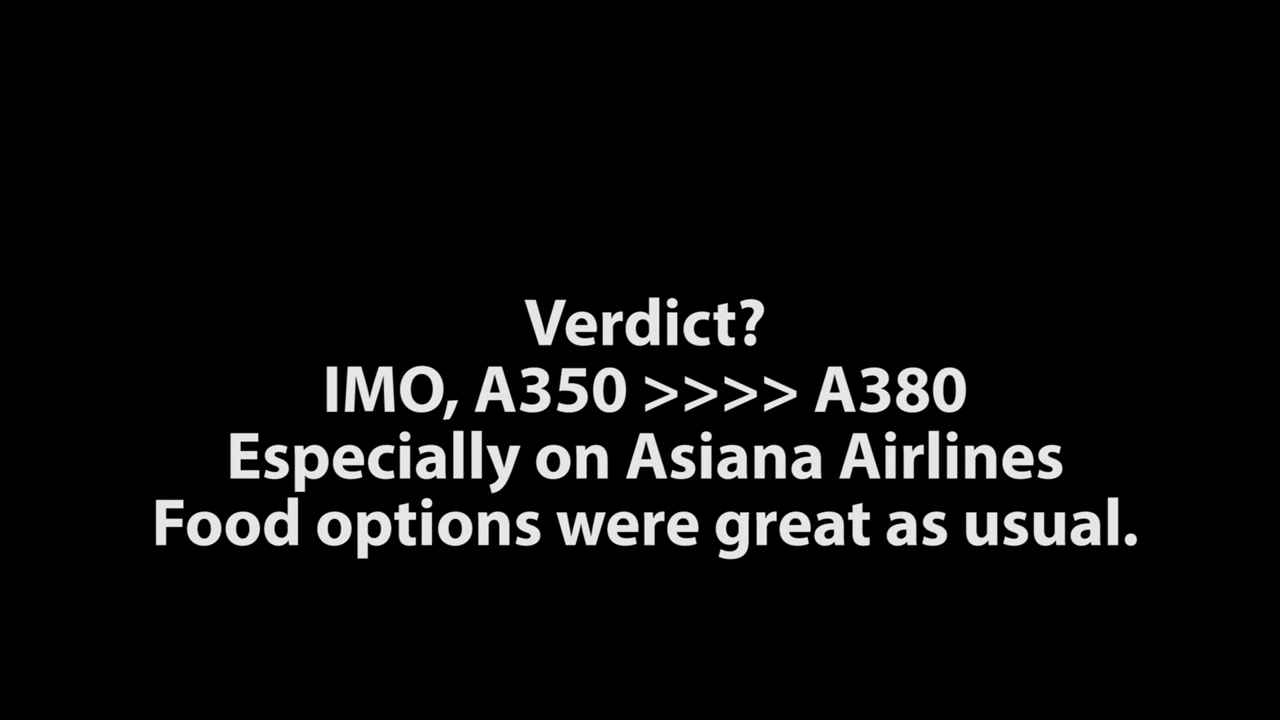 Verdict?
IMO, A350 >>>> A380
Especially on Asiana Airlines
Food options were great as usual.